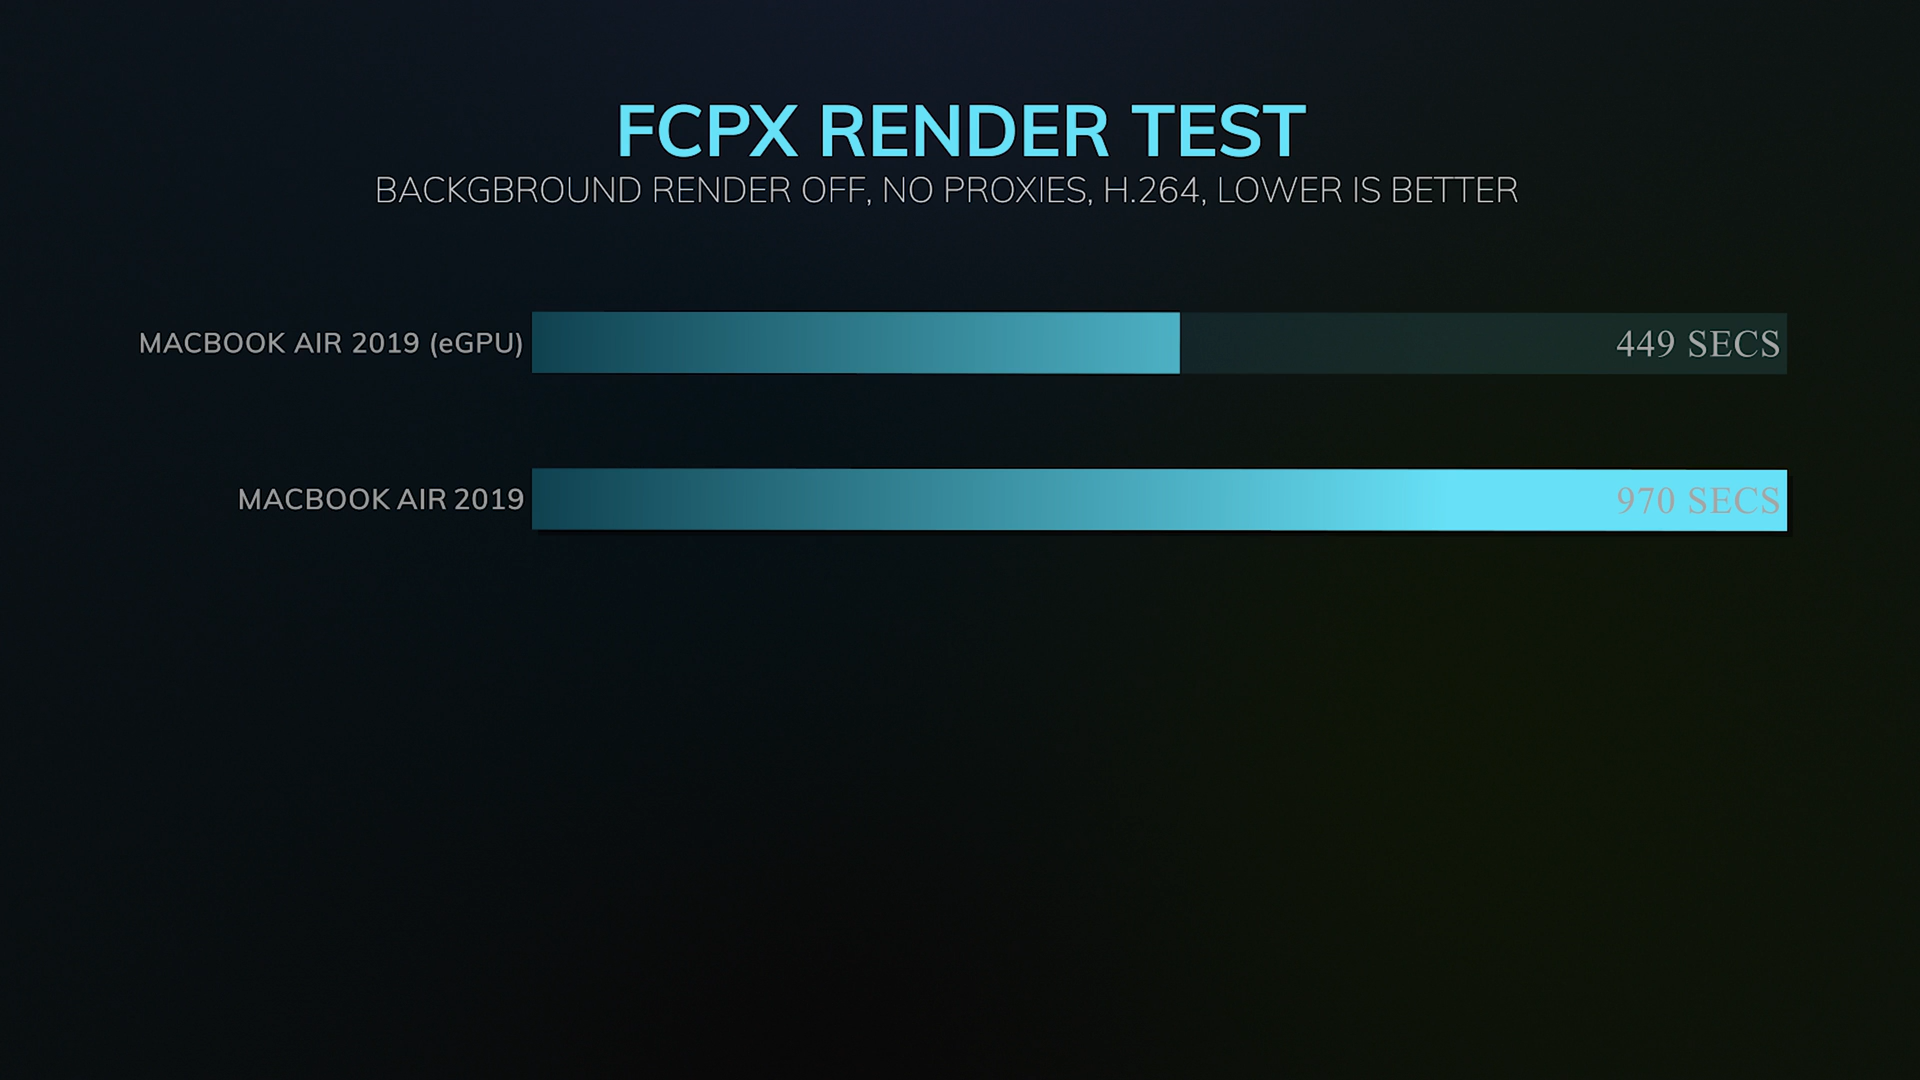 FCPX RENDER TEST
BACKGBROUND RENDER OFF, NO PROXIES, H.264, LOWER IS BETTER
MACBOOK AIR 2019 (eGPU) 449 SECS
MACBOOK AIR 2019 970 SECS